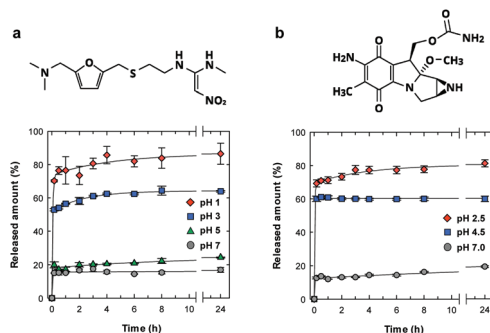 a
b
O
NH₂
O
O
H₂N
O–CH₃
H₃C
N
NH
O
N
O
S
H
N
H
N
NO₂
100
80
60
40
20
0
Released amount (%)
pH 1
pH 3
pH 5
pH 7
0 2 4 6 8 10 24
Time (h)
100
80
60
40
20
0
Released amount (%)
pH 2.5
pH 4.5
pH 7.0
0 2 4 6 8 10 24
Time (h)